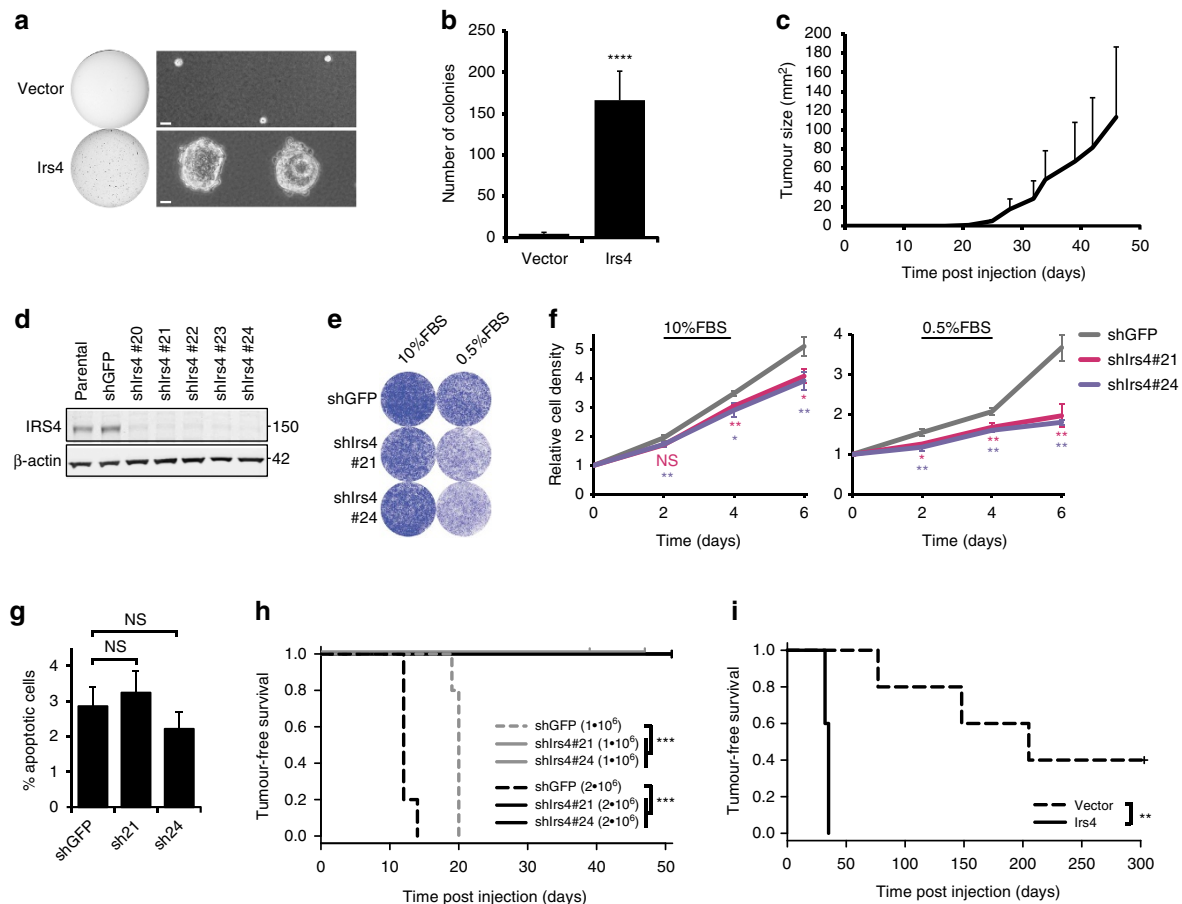 a
Vector
Irs4
b
Number of colonies
250
200
150
100
50
0
****
Vector
Irs4
c
Tumour size (mm²)
200
180
160
140
120
100
80
60
40
20
0
0 10 20 30 40 50
Time post injection (days)
d
Parental
shGFP
shIrs4 #20
shIrs4 #21
shIrs4 #22
shIrs4 #23
shIrs4 #24
IRS4
150
β-actin
42
e
10%FBS
0.5%FBS
shGFP
shIrs4
#21
shIrs4
#24
f
10%FBS
Relative cell density
5
4
3
2
1
0
NS
**
**
*
*
**
0 2 4 6
Time (days)
0.5%FBS
4
3
2
1
0
*
**
**
**
**
**
0 2 4 6
Time (days)
shGFP
shIrs4#21
shIrs4#24
g
NS
NS
% apoptotic cells
4
3
2
1
0
shGFP
sh21
sh24
h
Tumour-free survival
1.0
0.8
0.6
0.4
0.2
0.0
shGFP (1•10⁶)
shIrs4#21 (1•10⁶)
shIrs4#24 (1•10⁶)
***
shGFP (2•10⁶)
shIrs4#21 (2•10⁶)
shIrs4#24 (2•10⁶)
***
0 10 20 30 40 50
Time post injection (days)
i
Tumour-free survival
1.0
0.8
0.6
0.4
0.2
0.0
Vector
Irs4
**
0 50 100 150 200 250 300
Time post injection (days)